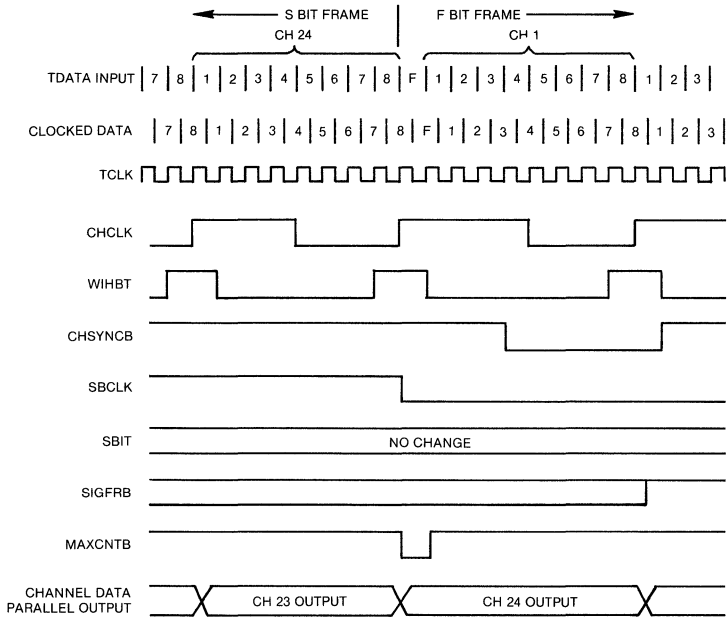 S BIT FRAME F BIT FRAME
CH 24 CH 1
TDATA INPUT 7 8 1 2 3 4 5 6 7 8 F 1 2 3 4 5 6 7 8 1 2 3
CLOCKED DATA 7 8 1 2 3 4 5 6 7 8 F 1 2 3 4 5 6 7 8 1 2 3
TCLK
CHCLK
WIHBT
CHSYNCB
SBCLK
SBIT NO CHANGE
SIGFRB
MAXCNTB
CHANNEL DATA
PARALLEL OUTPUT CH 23 OUTPUT CH 24 OUTPUT